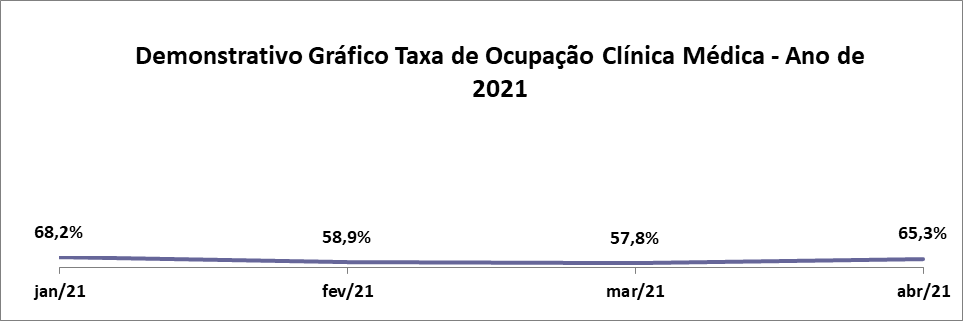 Demonstrativo Gráfico Taxa de Ocupação Clínica Médica - Ano de
2021
68,2%
58,9%
57,8%
65,3%
jan/21
fev/21
mar/21
abr/21